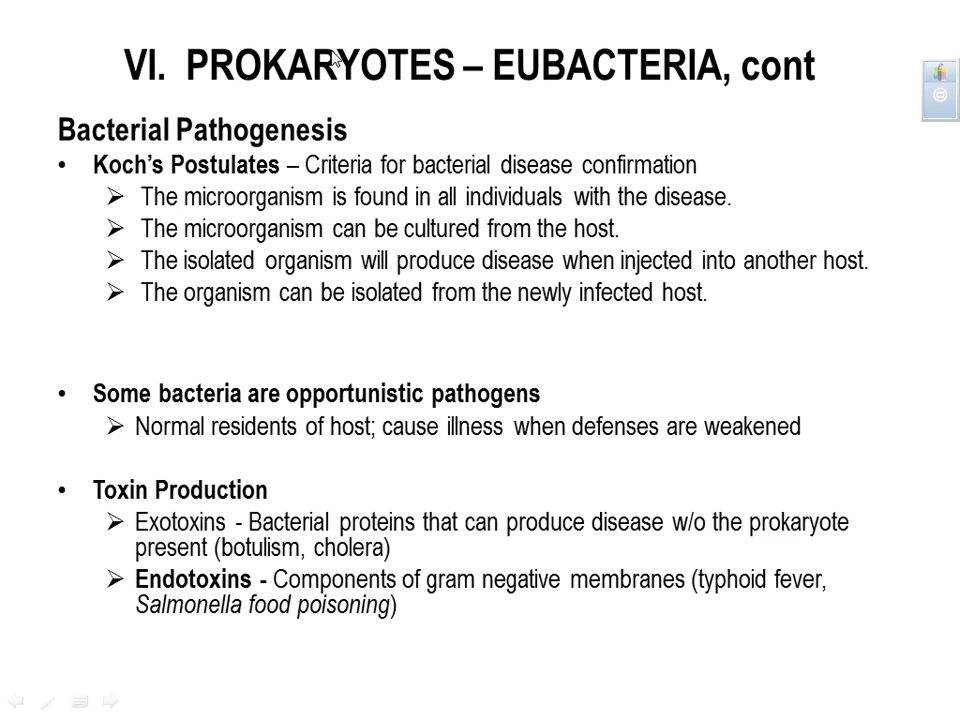 VI. PROKARYOTES – EUBACTERIA, cont
Bacterial Pathogenesis
• Koch's Postulates – Criteria for bacterial disease confirmation
➢ The microorganism is found in all individuals with the disease.
➢ The microorganism can be cultured from the host.
➢ The isolated organism will produce disease when injected into another host.
➢ The organism can be isolated from the newly infected host.
• Some bacteria are opportunistic pathogens
➢ Normal residents of host; cause illness when defenses are weakened
• Toxin Production
➢ Exotoxins - Bacterial proteins that can produce disease w/o the prokaryote
present (botulism, cholera)
➢ Endotoxins - Components of gram negative membranes (typhoid fever,
Salmonella food poisoning)